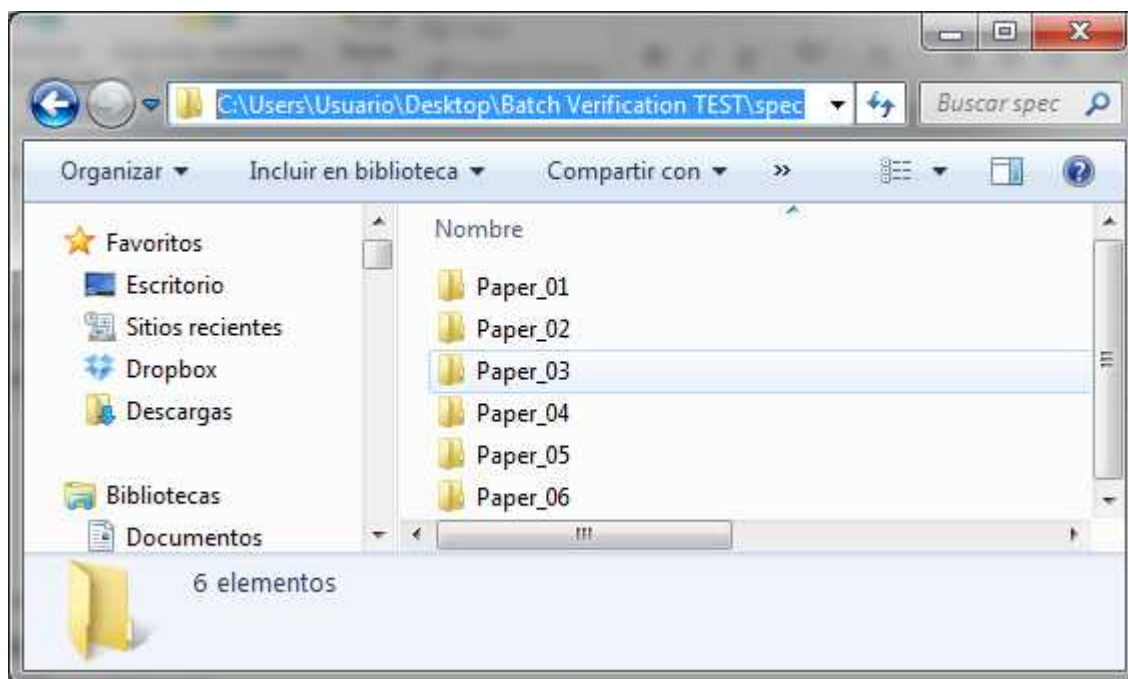 C:\Users\Usuario\Desktop\Batch Verification TEST\spec
Buscar spec
Organizar Incluir en biblioteca Compartir con »
Nombre
Favoritos
Escritorio
Sitios recientes
Dropbox
Descargas
Bibliotecas
Documentos
Paper_01
Paper_02
Paper_03
Paper_04
Paper_05
Paper_06
6 elementos